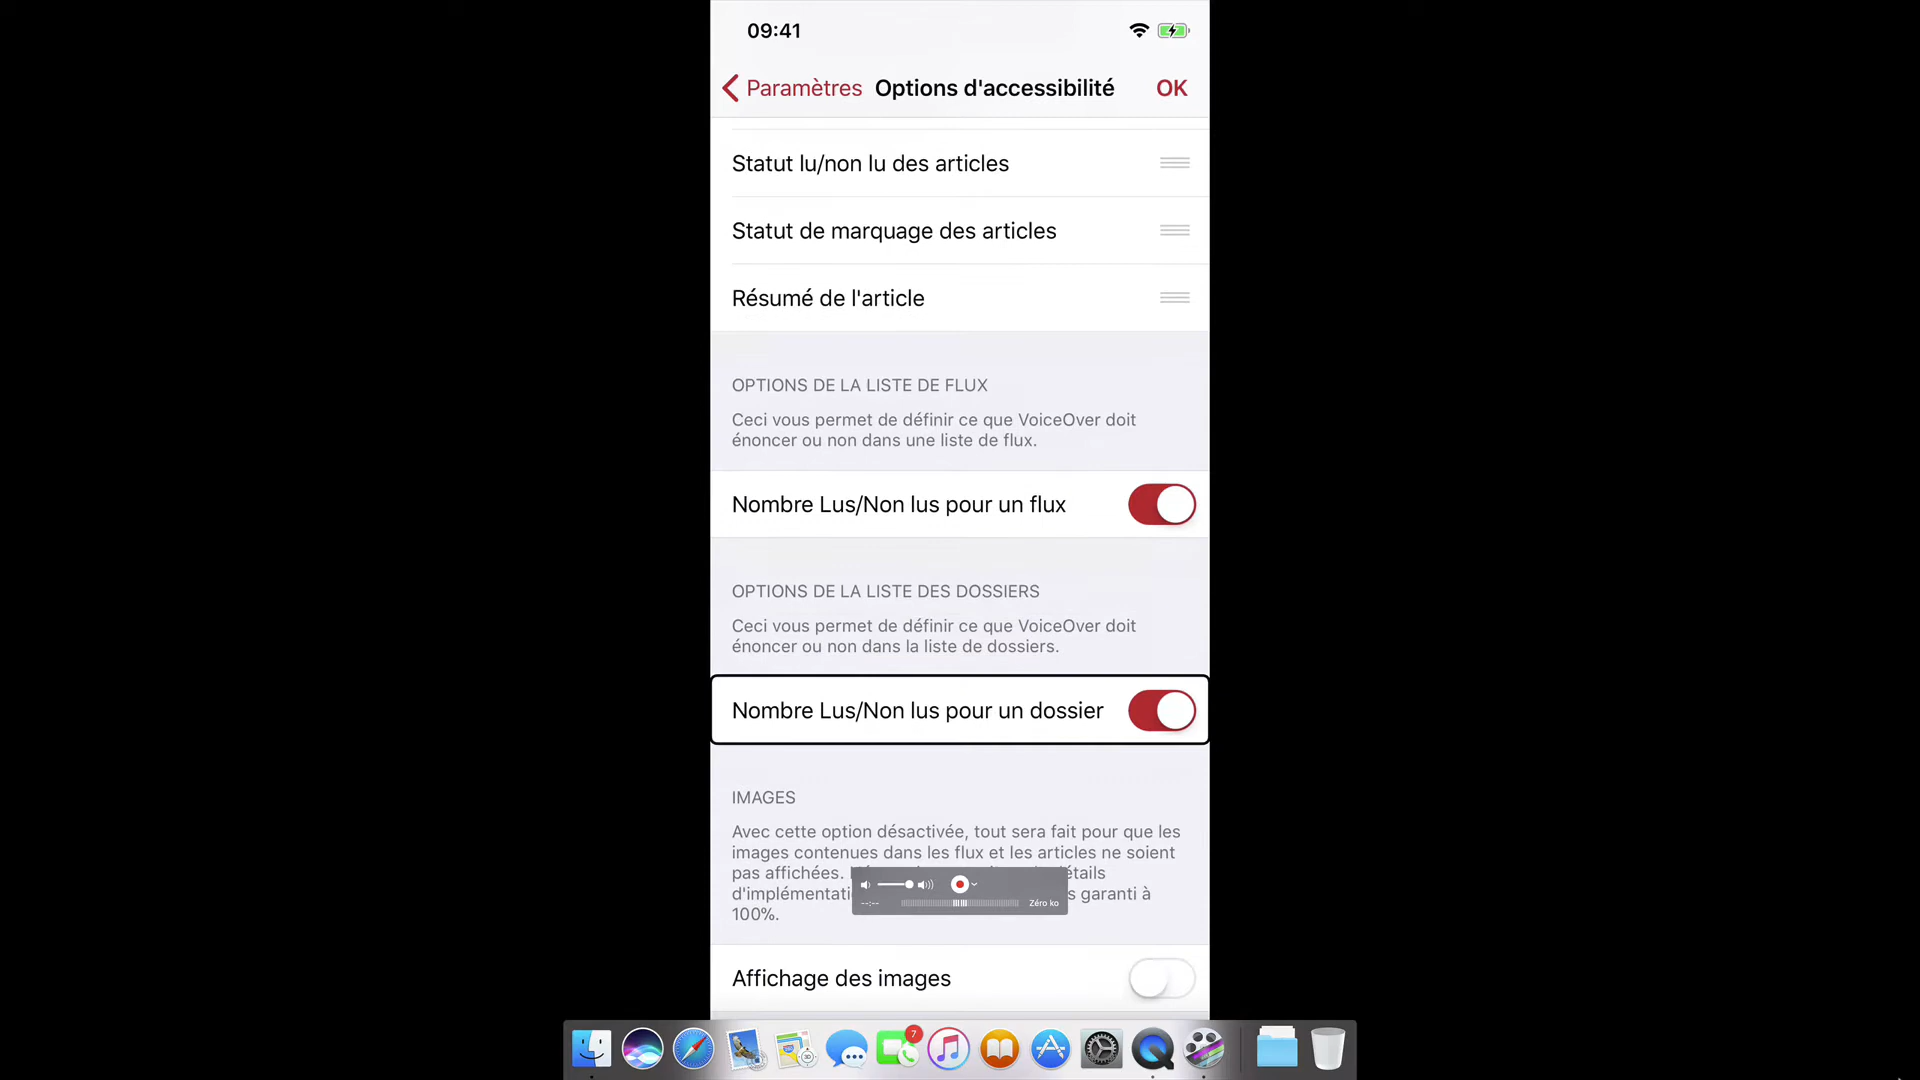 09:41
Paramètres Options d'accessibilité OK
Statut lu/non lu des articles
Statut de marquage des articles
Résumé de l'article
OPTIONS DE LA LISTE DE FLUX
Ceci vous permet de définir ce que VoiceOver doit
énoncer ou non dans une liste de flux.
Nombre Lus/Non lus pour un flux
OPTIONS DE LA LISTE DES DOSSIERS
Ceci vous permet de définir ce que VoiceOver doit
énoncer ou non dans la liste de dossiers.
Nombre Lus/Non lus pour un dossier
IMAGES
Avec cette option désactivée, tout sera fait pour que les
images contenues dans les flux et les articles ne soient
pas affichées.
garanti à
100%.
--:-- Zéro ko
Affichage des images
7
3D